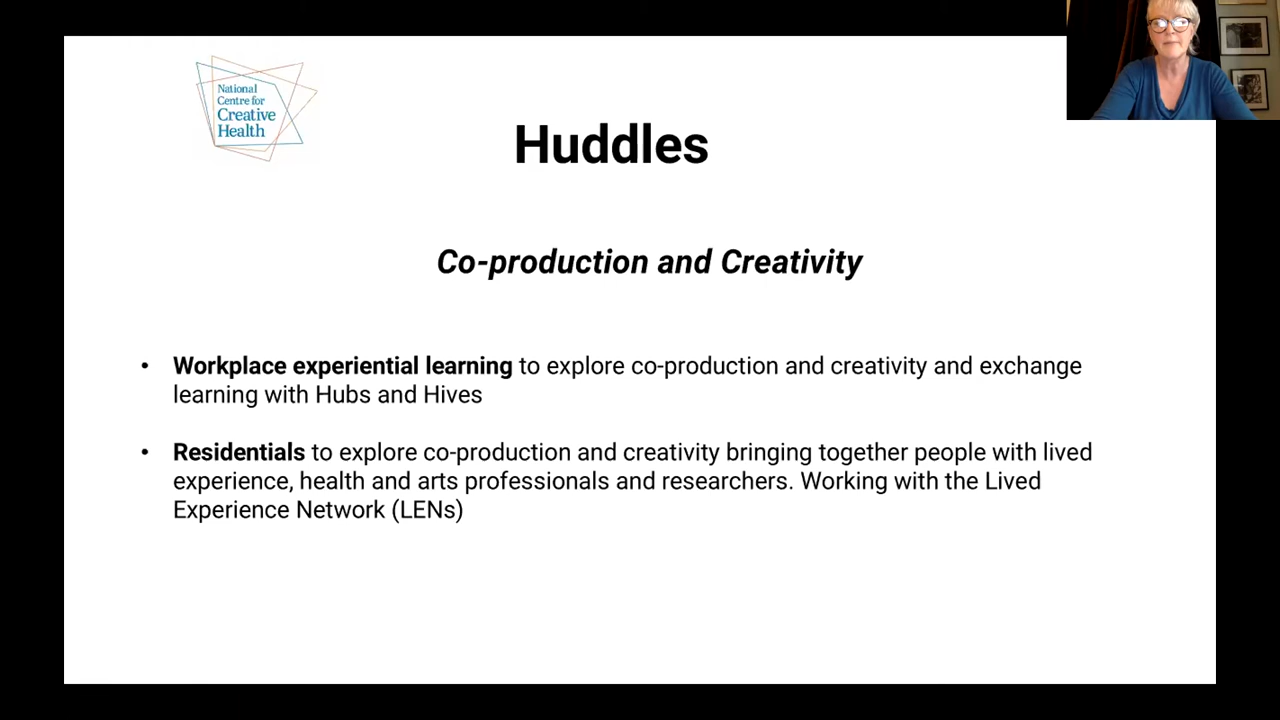 National
Centre for
Creative
Health
Huddles
Co-production and Creativity
• Workplace experiential learning to explore co-production and creativity and exchange
learning with Hubs and Hives
• Residentials to explore co-production and creativity bringing together people with lived
experience, health and arts professionals and researchers. Working with the Lived
Experience Network (LENs)